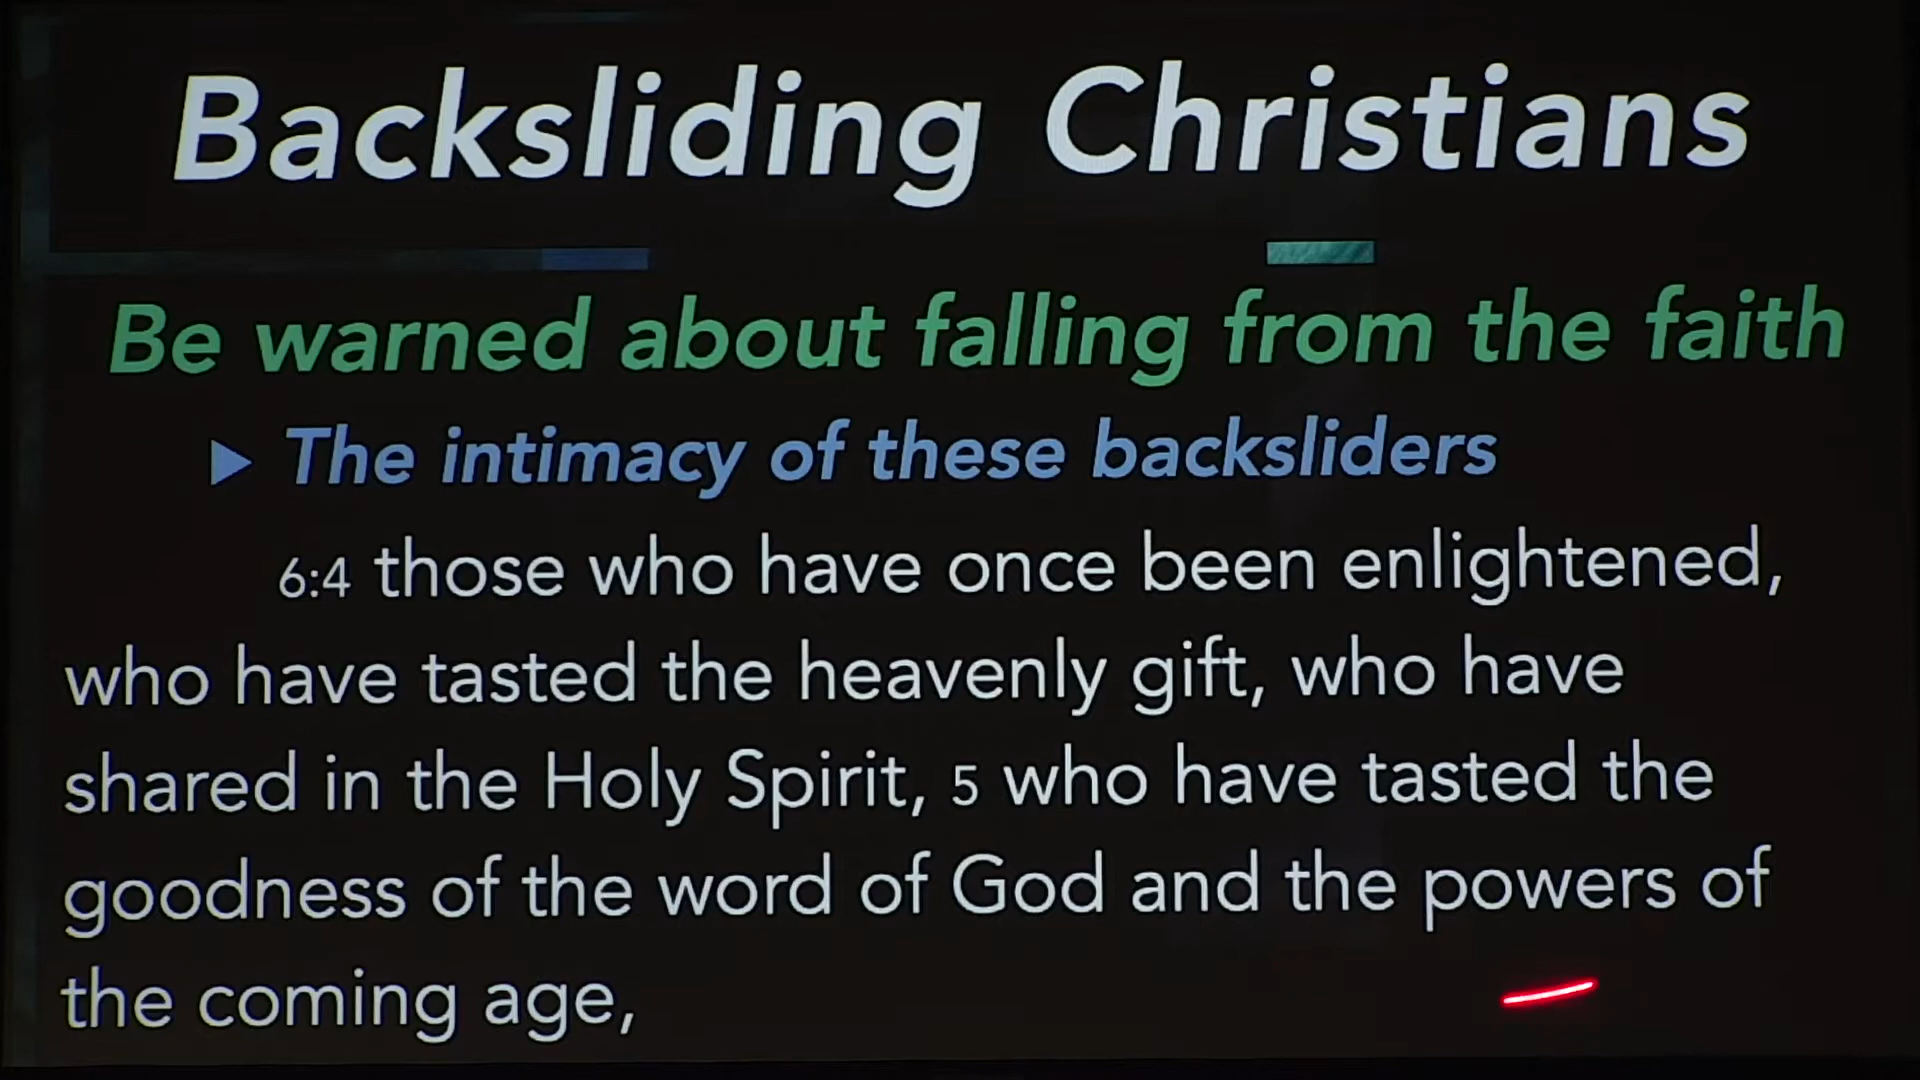 Backsliding Christians
Be warned about falling from the faith
▶ The intimacy of these backsliders
6:4 those who have once been enlightened,
who have tasted the heavenly gift, who have
shared in the Holy Spirit, 5 who have tasted the
goodness of the word of God and the powers of
the coming age,